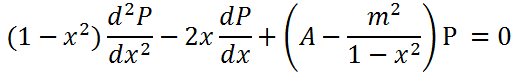 (1 − x²) d²P/dx² − 2x dP/dx + (A − m²/(1 − x²)) P = 0